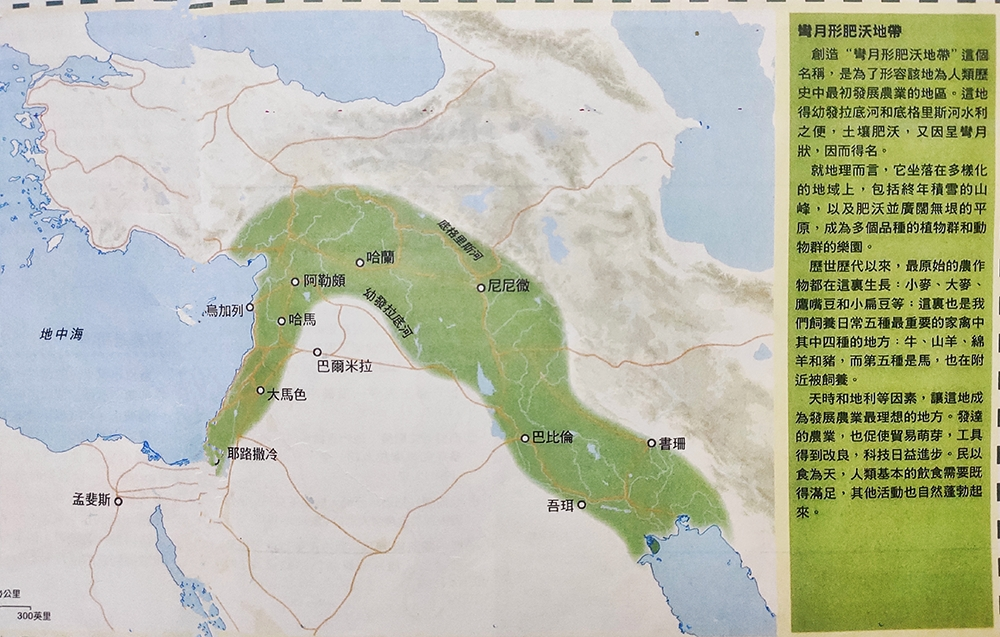 彎月形肥沃地帶
創造“彎月形肥沃地帶”這個
名稱，是為了形容該地為人類歷
史中最初發展農業的地區。這地
得幼發拉底河和底格里斯河水利
之便，土壤肥沃，又因呈彎月
狀，因而得名。
就地理而言，它坐落在多樣化
的地域上，包括終年積雪的山
峰，以及肥沃並廣闊無垠的平
原，成為多個品種的植物群和動
物群的樂園。
歷世歷代以來，最原始的農作
物都在這裏生長：小麥、大麥、
鷹嘴豆和小扁豆等；這裏也是我
們飼養日常五種最重要的家禽中
其中四種的地方：牛、山羊、綿
羊和豬，而第五種是馬，也在附
近被飼養。
天時和地利等因素，讓這地成
為發展農業最理想的地方。發達
的農業，也促使貿易萌芽，工具
得到改良，科技日益進步。民以
食為天，人類基本的飲食需要既
得滿足，其他活動也自然蓬勃起
來。
底格里斯河
哈蘭
阿勒頗
尼尼微
烏加列
哈馬
幼發拉底河
地中海
巴爾米拉
大馬色
巴比倫
書珊
耶路撒冷
孟斐斯
吾珥
公里
300英里